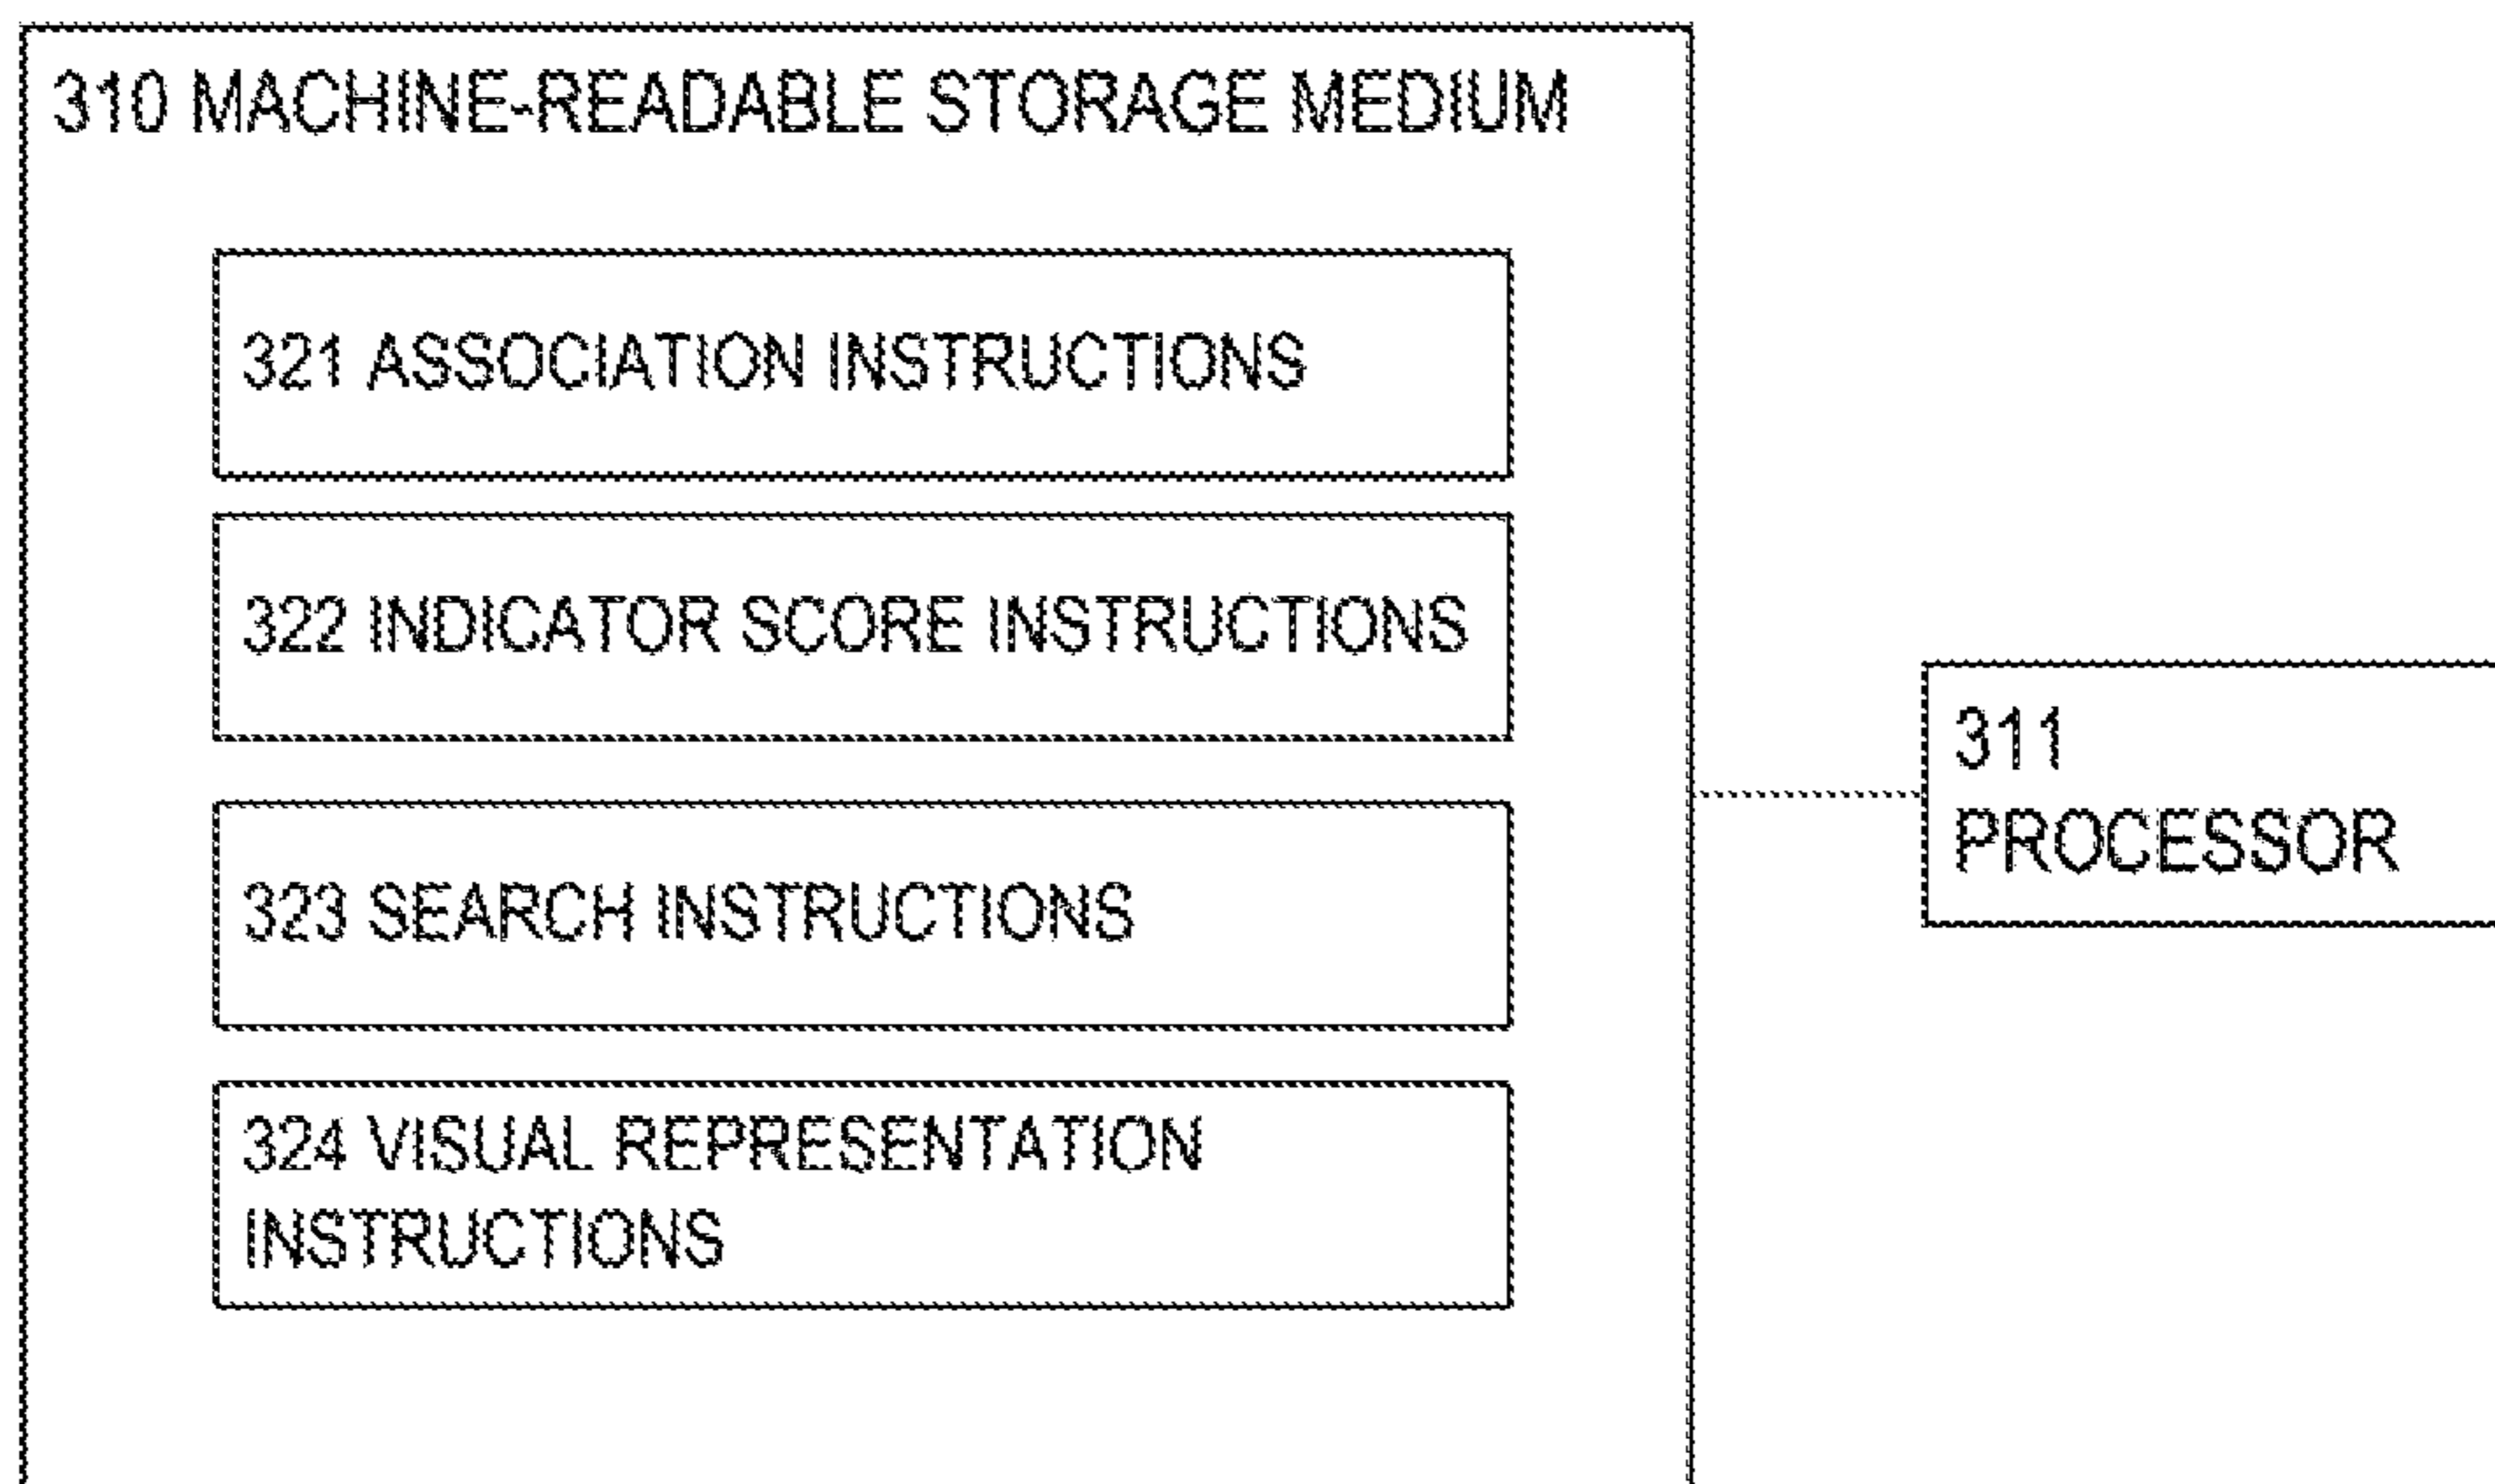 310 MACHINE-READABLE STORAGE MEDIUM
321 ASSOCIATION INSTRUCTIONS
322 INDICATOR SCORE INSTRUCTIONS
323 SEARCH INSTRUCTIONS
324 VISUAL REPRESENTATION
INSTRUCTIONS
311
PROCESSOR